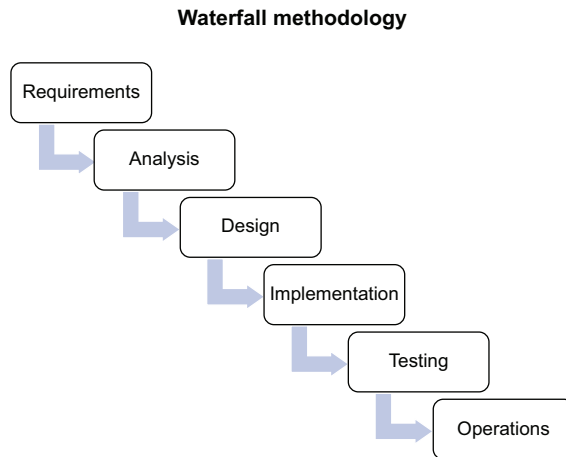 Waterfall methodology
Requirements
Analysis
Design
Implementation
Testing
Operations